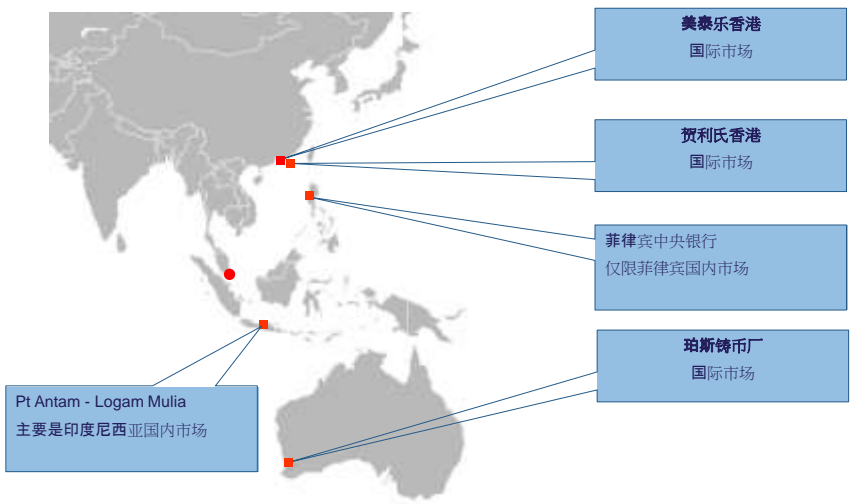 美泰乐香港
国际市场
贺利氏香港
国际市场
菲律宾中央银行
仅限菲律宾国内市场
珀斯铸币厂
国际市场
Pt Antam - Logam Mulia
主要是印度尼西亚国内市场